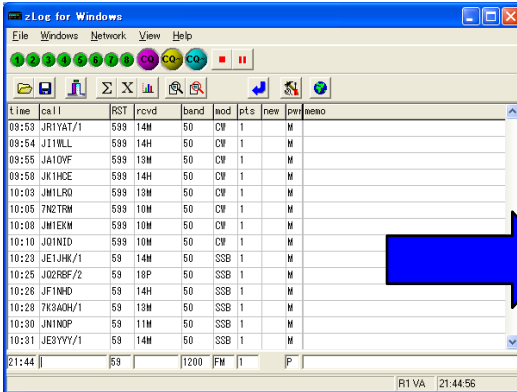 zLog for Windows
File Windows Network View Help
1 2 3 4 5 6 7 8 CQ CQ~ CQ~
Σ X
time call RST rcvd band mod pts new pwr memo
09:53 JR1YAT/1 599 14M 50 CW 1 M
09:54 JI1WLL 599 14H 50 CW 1 M
09:55 JA1OVF 599 13M 50 CW 1 M
09:58 JK1HCE 599 14H 50 CW 1 M
10:03 JM1LRQ 599 13M 50 CW 1 M
10:05 7N2TRM 599 10M 50 CW 1 M
10:08 JM1EKM 599 10M 50 CW 1 M
10:10 JQ1NID 599 10M 50 CW 1 M
10:23 JE1JHK/1 59 14M 50 SSB 1 M
10:25 JO2RBF/2 59 18P 50 SSB 1 M
10:26 JF1NHD 59 14H 50 SSB 1 M
10:28 7K3AOH/1 59 13M 50 SSB 1 M
10:30 JN1NOP 59 11M 50 SSB 1 M
10:31 JE3YVY/1 59 14M 50 SSB 1 M
21:44 59 1200 FM 1 P
R1 VA 21:44:56